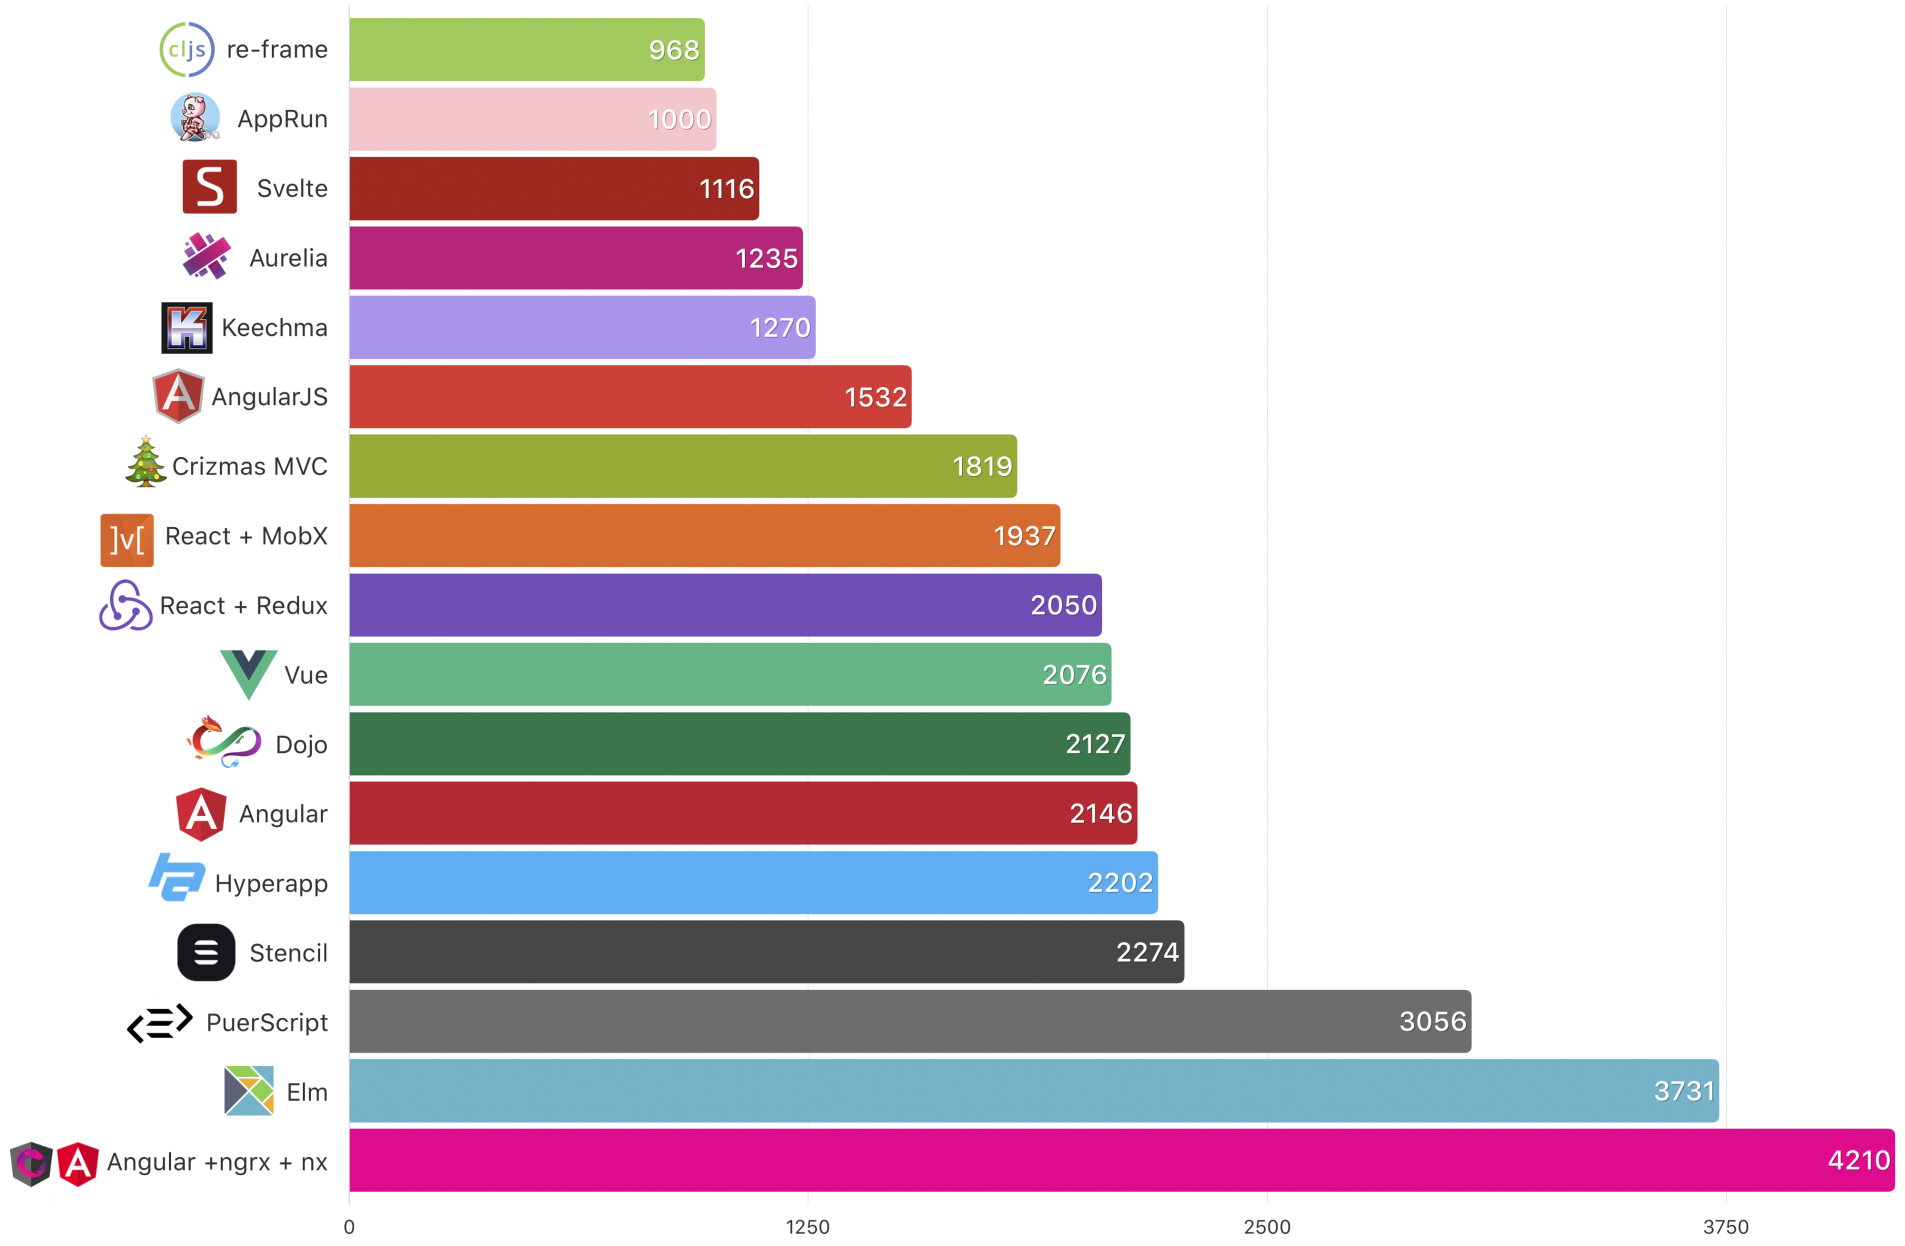 cljs re-frame 968
AppRun 1000
S Svelte 1116
Aurelia 1235
K Keechma 1270
A AngularJS 1532
Crizmas MVC 1819
]v[ React + MobX 1937
React + Redux 2050
Vue 2076
Dojo 2127
A Angular 2146
Hyperapp 2202
Stencil 2274
PuerScript 3056
Elm 3731
A Angular +ngrx + nx 4210
0 1250 2500 3750